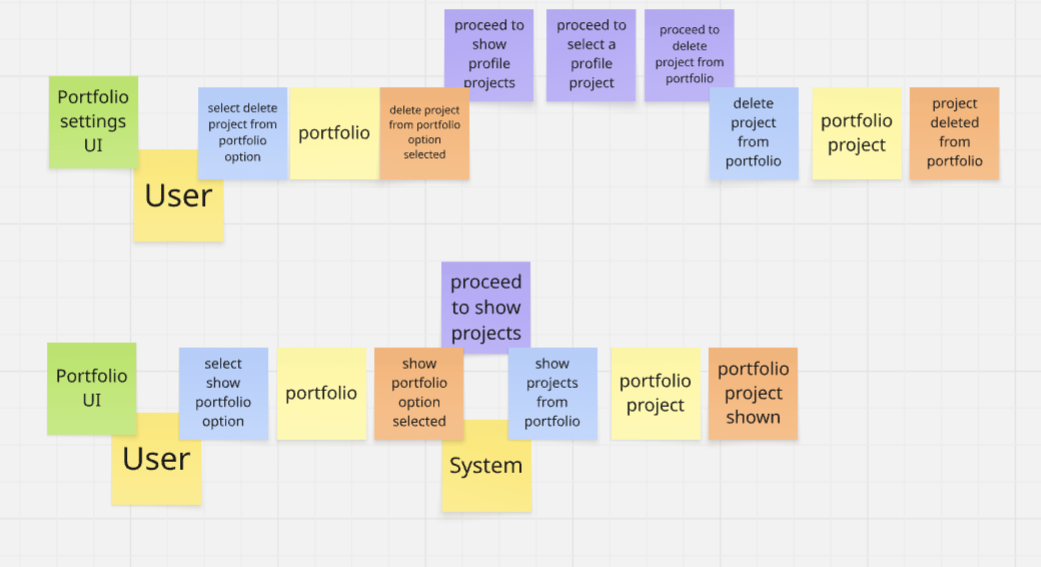 proceed to
show
profile
projects
proceed to
select a
profile
project
proceed to
delete
project from
portfolio
Portfolio
settings
UI
select delete
project from
portfolio
option
portfolio
delete project
from portfolio
option
selected
delete
project
from
portfolio
portfolio
project
project
deleted
from
portfolio
User
proceed
to show
projects
Portfolio
UI
select
show
portfolio
option
portfolio
show
portfolio
option
selected
show
projects
from
portfolio
portfolio
project
portfolio
project
shown
User
System